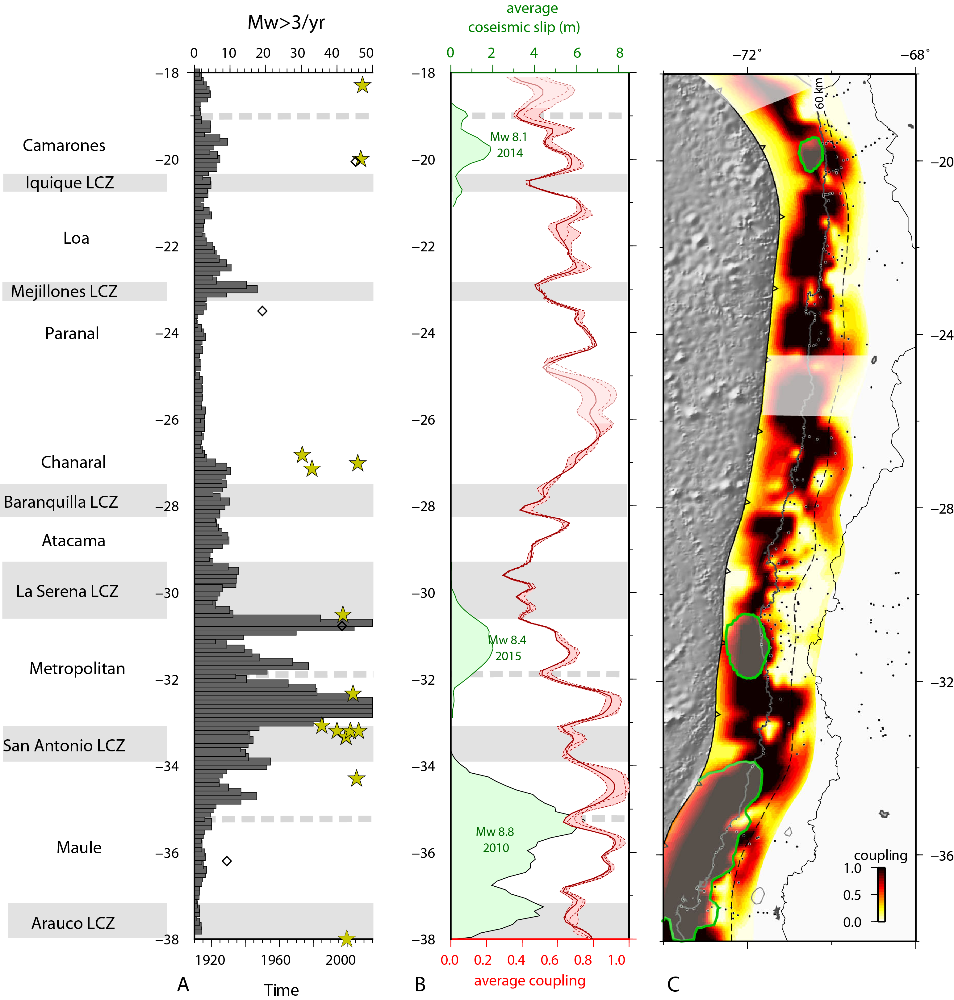 Mw>3/yr
0 10 20 30 40 50
−18
−20
−22
−24
−26
−28
−30
−32
−34
−36
−38
Camarones
Iquique LCZ
Loa
Mejillones LCZ
Paranal
Chanaral
Baranquilla LCZ
Atacama
La Serena LCZ
Metropolitan
San Antonio LCZ
Maule
Arauco LCZ
1920 1960 2000
A
Time
average
coseismic slip (m)
0 2 4 6 8
−18
−20
−22
−24
−26
−28
−30
−32
−34
−36
−38
Mw 8.1
2014
Mw 8.4
2015
Mw 8.8
2010
0.0 0.2 0.4 0.6 0.8 1.0
B
average coupling
−72˚ −68˚
60 km
−20
−22
−24
−26
−28
−32
−36
coupling
1.0
0.5
0.0
C